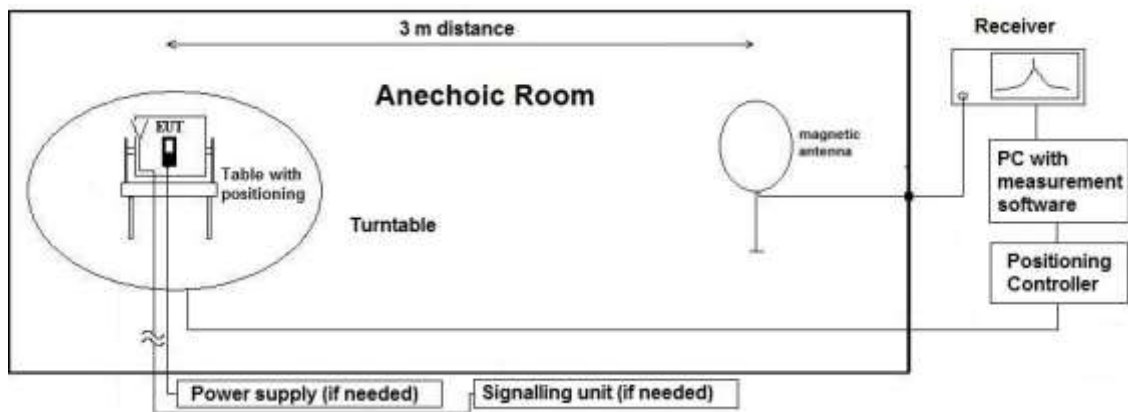 3 m distance
Receiver
Anechoic Room
EUT
magnetic
antenna
Table with
positioning
PC with
measurement
software
Turntable
Positioning
Controller
Power supply (if needed)
Signalling unit (if needed)